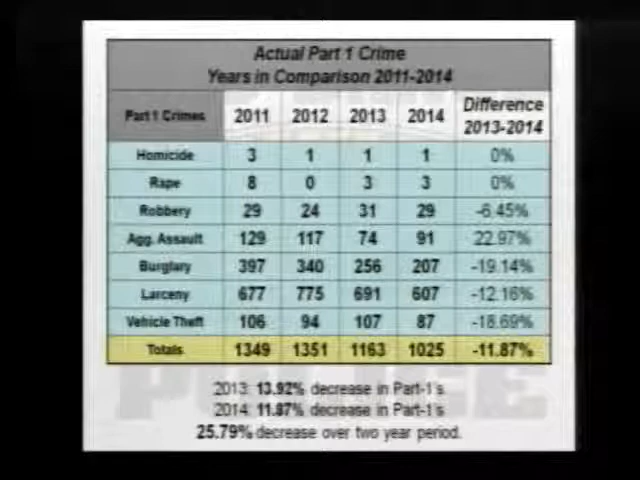 Actual Part 1 Crime
Years in Comparison 2011-2014
Part 1 Crimes 2011 2012 2013 2014 Difference 2013-2014
Homicide 3 1 1 1 0%
Rape 8 0 3 3 0%
Robbery 29 24 31 29 -6.45%
Agg. Assault 129 117 74 91 22.97%
Burglary 397 340 256 207 -19.14%
Larceny 677 775 691 607 -12.16%
Vehicle Theft 106 94 107 87 -18.69%
Totals 1349 1351 1163 1025 -11.87%
2013: 13.92% decrease in Part-1's.
2014: 11.87% decrease in Part-1's.
25.79% decrease over two year period.